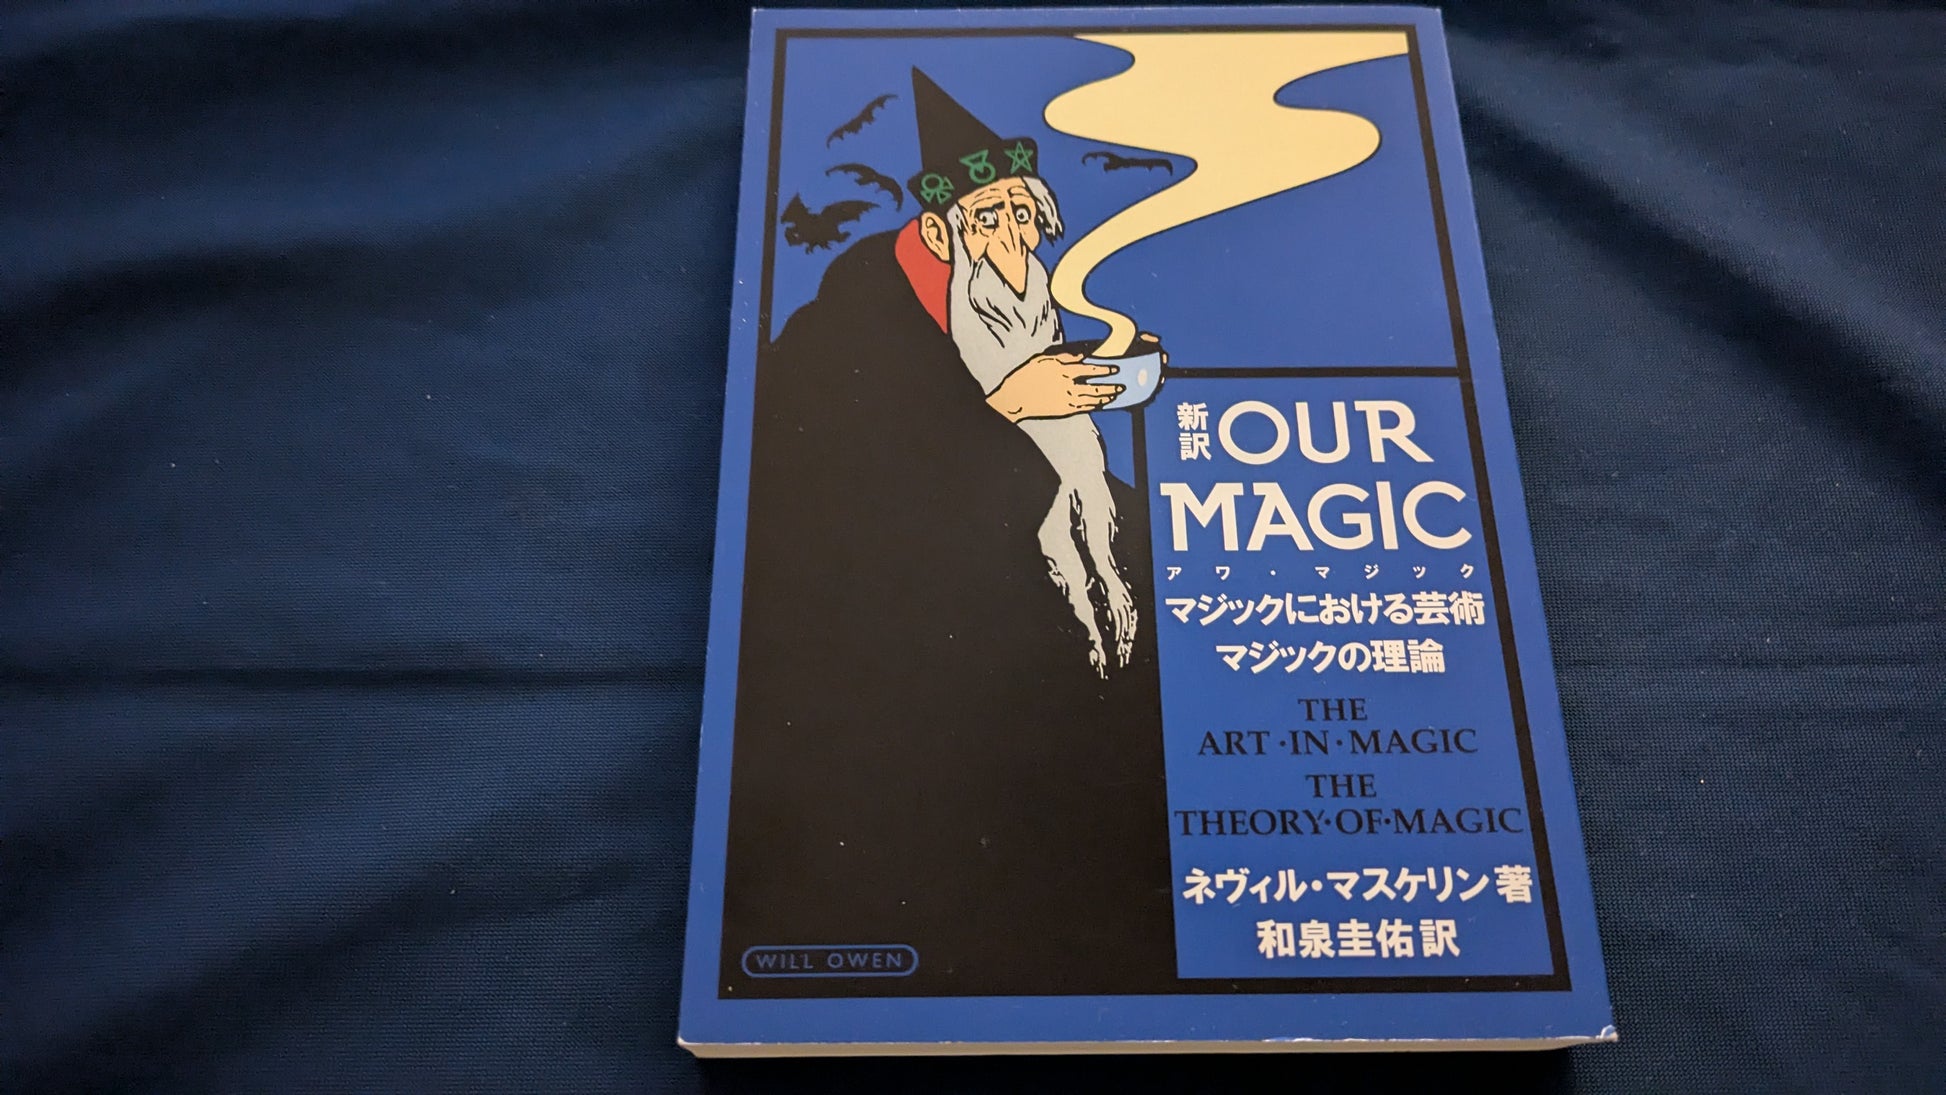 新訳 OUR
MAGIC
アワ・マジック
マジックにおける芸術
マジックの理論
THE
ART·IN·MAGIC
THE
THEORY·OF·MAGIC
ネヴィル・マスケリン 著
和泉圭佑 訳
WILL OWEN